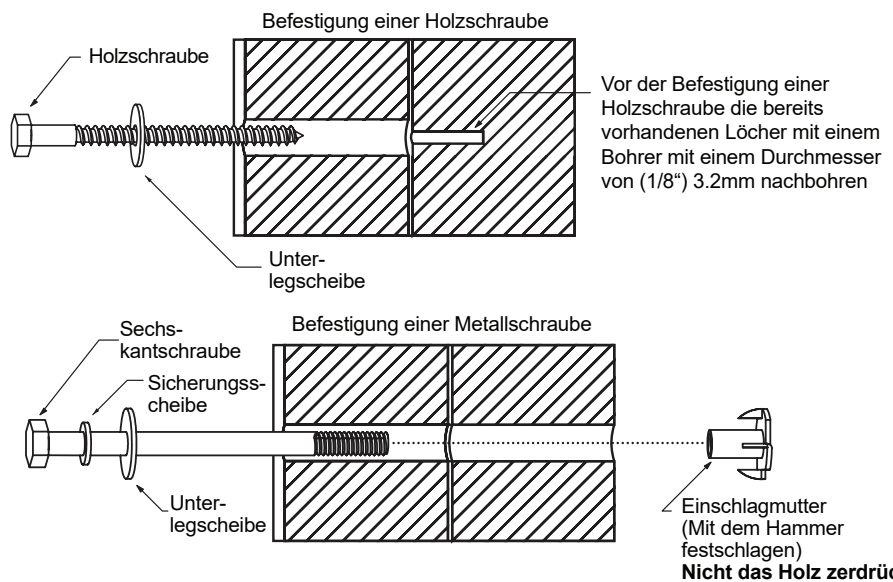 Befestigung einer Holzschraube
Holzschraube
Vor der Befestigung einer
Holzschraube die bereits
vorhandenen Löcher mit einem
Bohrer mit einem Durchmesser
von (1/8“) 3.2mm nachbohren
Unter-
legscheibe
Befestigung einer Metallschraube
Sechs-
kantschraube
Sicherungss-
cheibe
Unter-
legscheibe
Einschlagmutter
(Mit dem Hammer
festschlagen)
Nicht das Holz